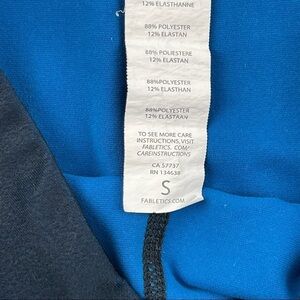 12% ELASTHANNE
88% POLYESTER
12% ELASTAN
88% POLIESTERE
12% ELASTAN
88%POLYESTER
12% ELASTHAN
88%POLYESTER
12% ELASTAAN
TO SEE MORE CARE
INSTRUCTIONS, VISIT
FABLETICS. COM/
CAREINSTRUCTIONS
CA 57737
RN 134638
S
FABLETICS.COM